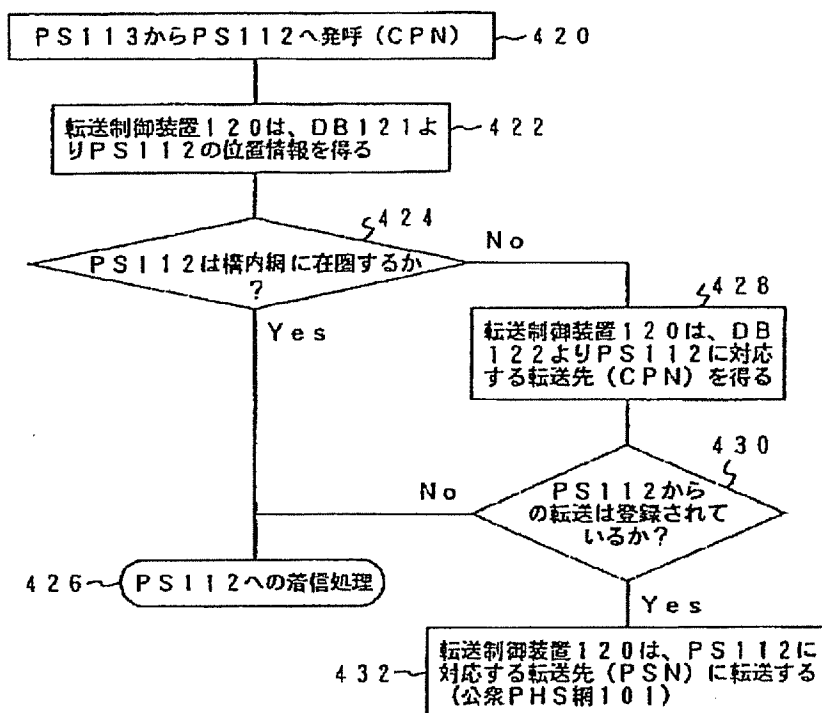 PS113からPS112へ発呼（CPN）
420
転送制御装置120は、DB121よ
りPS112の位置情報を得る
422
424
PS112は構内網に在圏するか
？
No
Yes
428
転送制御装置120は、DB
122よりPS112に対応
する転送先（CPN）を得る
430
PS112から
の転送は登録されて
いるか？
No
Yes
426
PS112への着信処理
432
転送制御装置120は、PS112に
対応する転送先（PSN）に転送する
（公衆PHS網101）